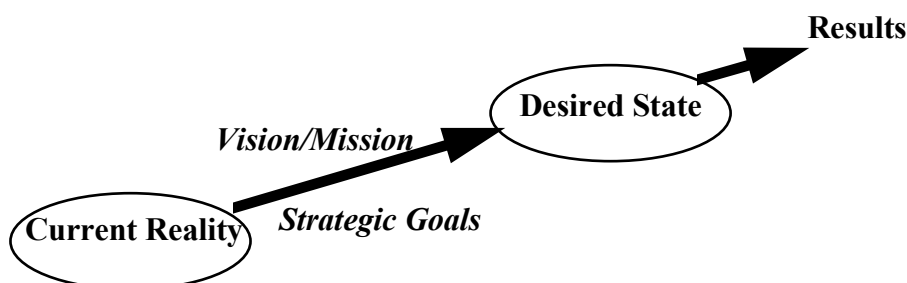 Results
Desired State
Vision/Mission
Strategic Goals
Current Reality